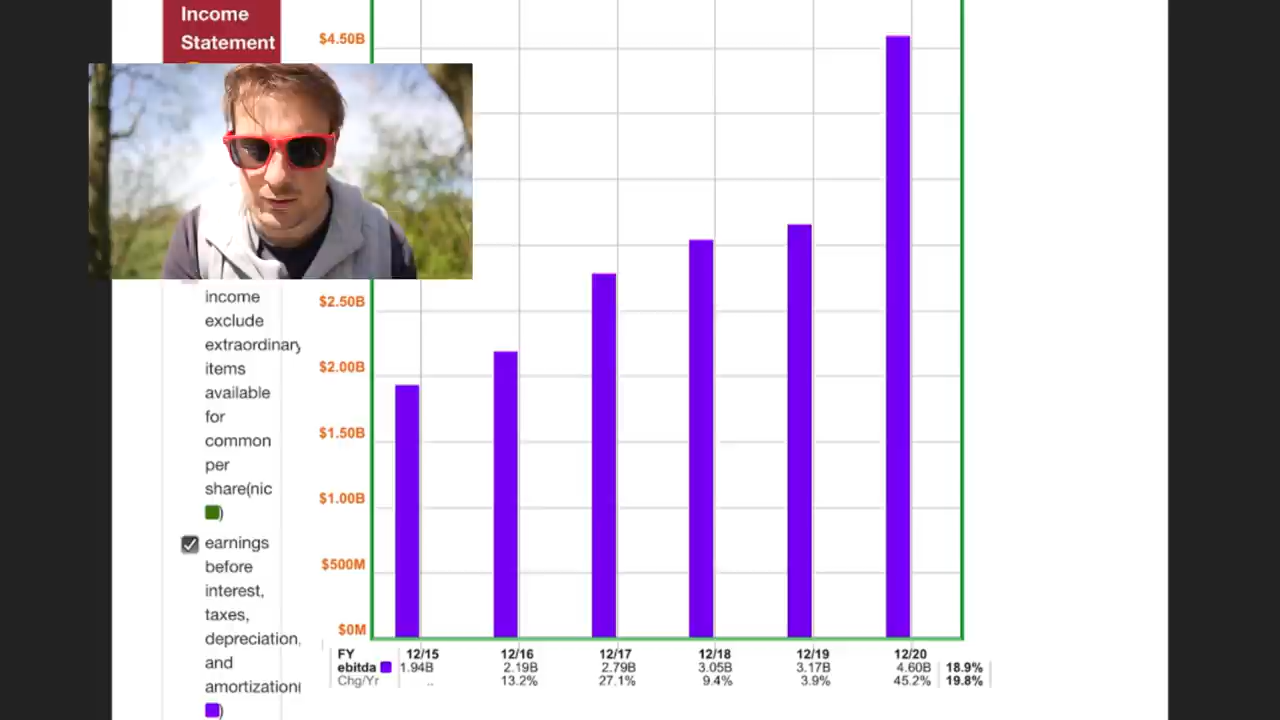 Income
Statement
income
exclude
extraordinary
items
available
for
common
per
share(nic
)
earnings
before
interest,
taxes,
depreciation,
and
amortization(
)
$4.50B
$2.50B
$2.00B
$1.50B
$1.00B
$500M
$0M
FY 12/15 12/16 12/17 12/18 12/19 12/20
ebitda 1.94B 2.19B 2.79B 3.05B 3.17B 4.60B 18.9%
Chg/Yr .. 13.2% 27.1% 9.4% 3.9% 45.2% 19.8%